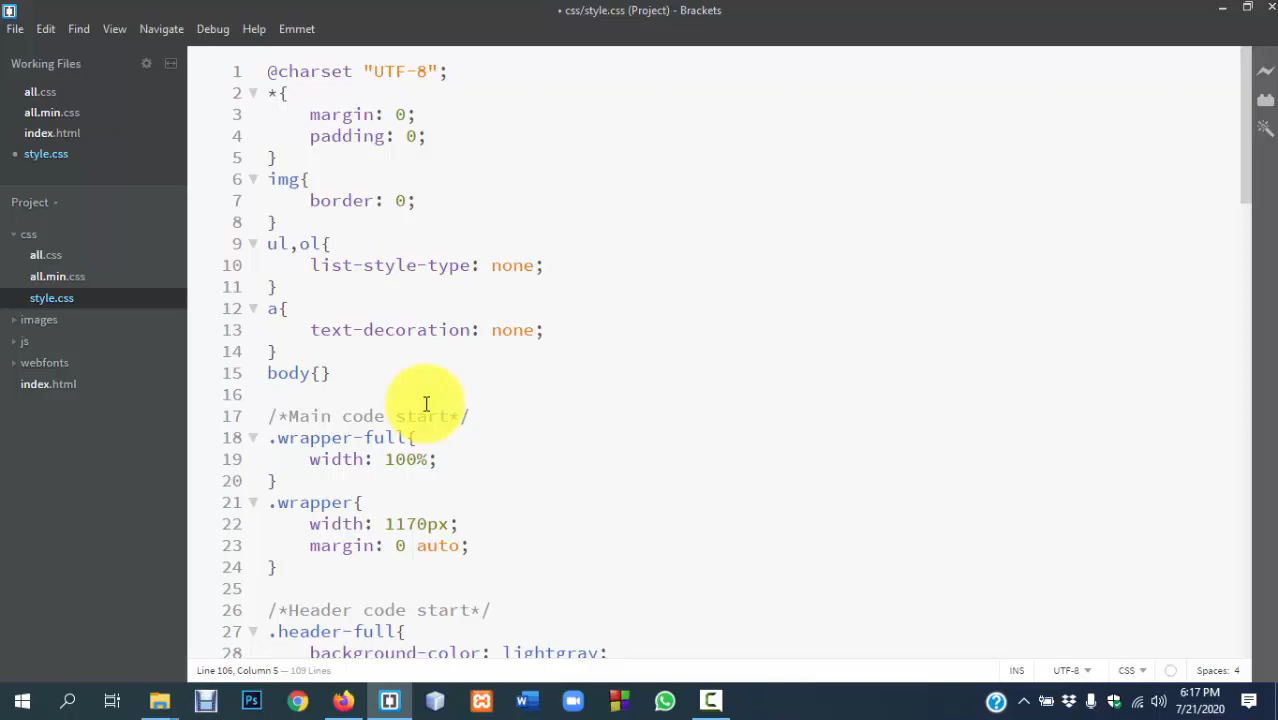 css/style.css (Project) - Brackets
File Edit Find View Navigate Debug Help Emmet
Working Files
all.css
all.min.css
index.html
style.css
Project
css
all.css
all.min.css
style.css
images
js
webfonts
index.html
1 @charset "UTF-8";
2 *{
3 margin: 0;
4 padding: 0;
5 }
6 img{
7 border: 0;
8 }
9 ul,ol{
10 list-style-type: none;
11 }
12 a{
13 text-decoration: none;
14 }
15 body{}
16
17 /*Main code start*/
18 .wrapper-full{
19 width: 100%;
20 }
21 .wrapper{
22 width: 1170px;
23 margin: 0 auto;
24 }
25
26 /*Header code start*/
27 .header-full{
28 background-color: lightgray;
Line 106, Column 5 — 109 Lines
INS UTF-8 CSS Spaces: 4
Ps
6:17 PM
7/21/2020